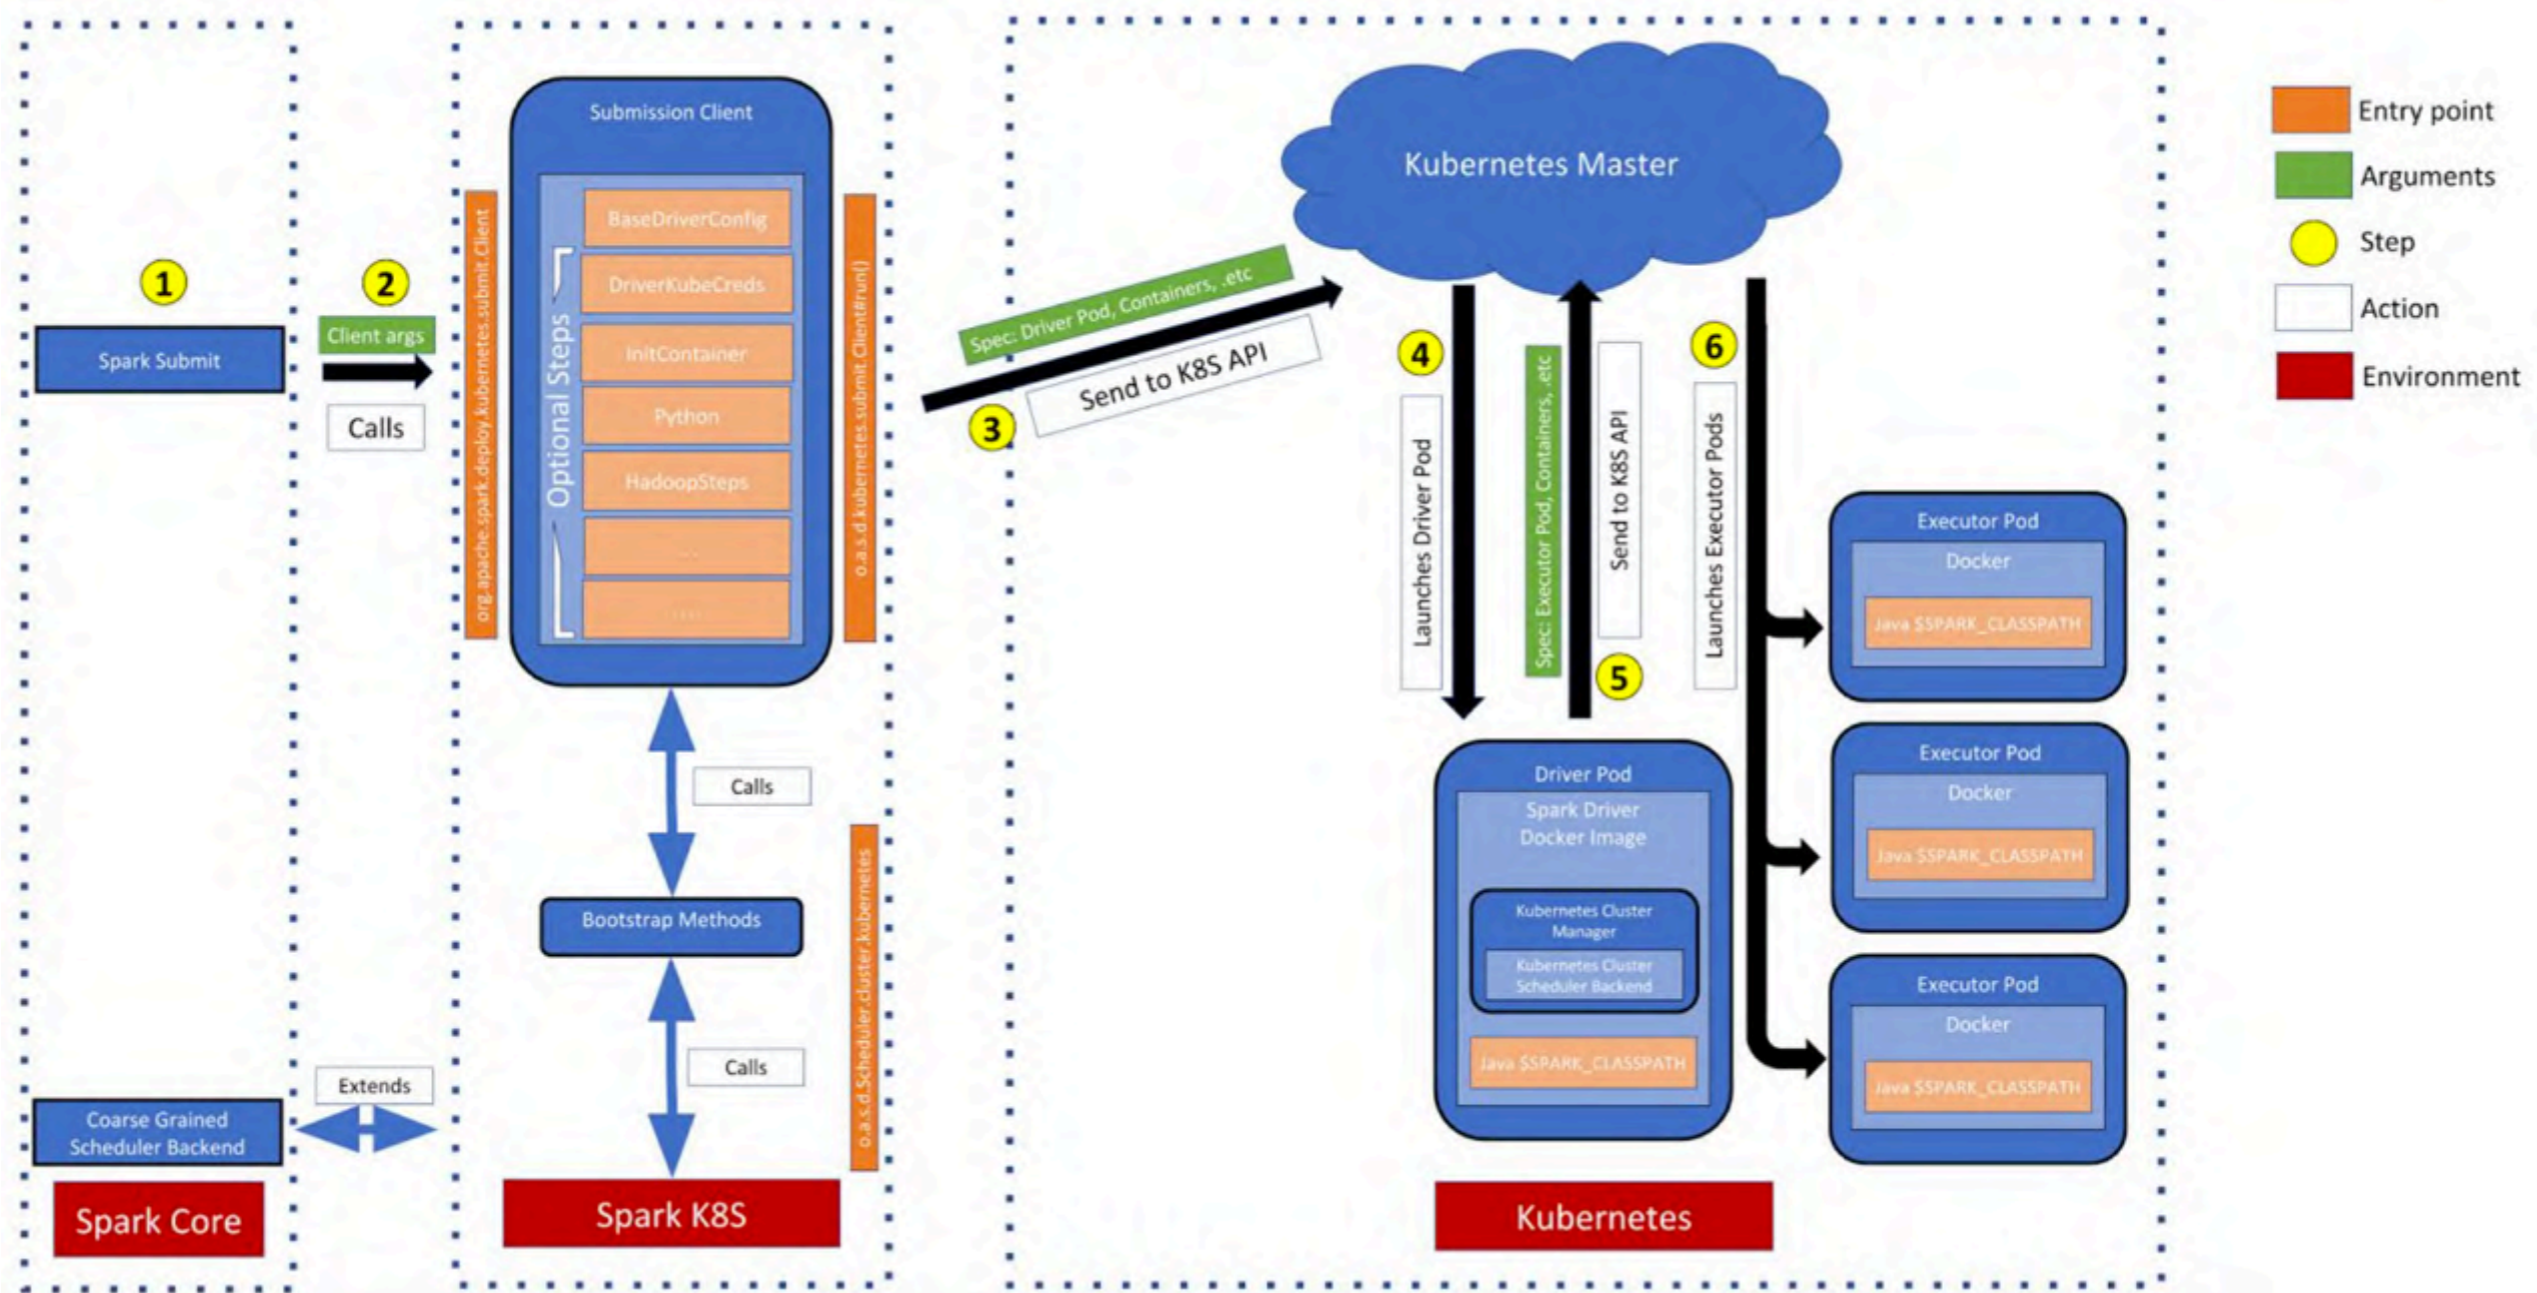 1
Spark Submit
2
Client args
Calls
Extends
Coarse Grained
Scheduler Backend
Spark Core
org.apache.spark.deploy.kubernetes.submit.Client
Submission Client
Optional Steps
BaseDriverConfig
DriverKubeCreds
InitContainer
Python
HadoopSteps
...
.....
o.a.s.d.kubernetes.submit.Client#run()
Calls
Bootstrap Methods
Calls
o.a.s.d.Scheduler.cluster.kubernetes
Spark K8S
Spec: Driver Pod, Containers, .etc
Send to K8S API
3
Kubernetes Master
4
Launches Driver Pod
Spec: Executor Pod, Containers, .etc
Send to K8S API
5
6
Launches Executor Pods
Driver Pod
Spark Driver
Docker Image
Kubernetes Cluster
Manager
Kubernetes Cluster
Scheduler Backend
Java $SPARK_CLASSPATH
Executor Pod
Docker
Java $SPARK_CLASSPATH
Executor Pod
Docker
Java $SPARK_CLASSPATH
Executor Pod
Docker
Java $SPARK_CLASSPATH
Kubernetes
Entry point
Arguments
Step
Action
Environment